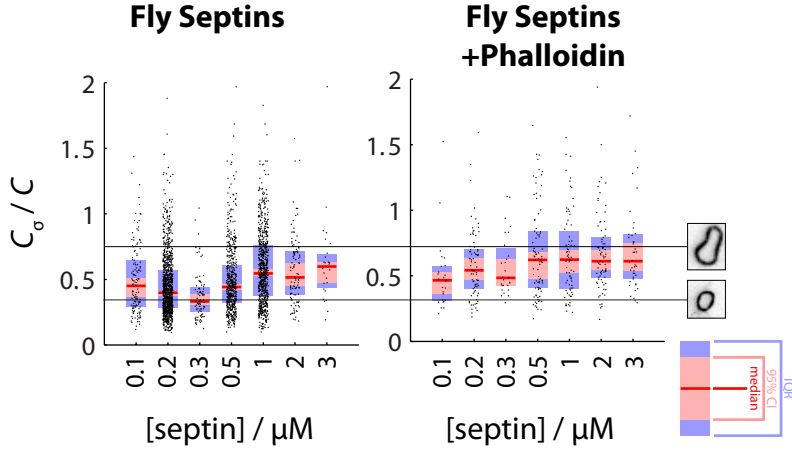 Fly Septins
Fly Septins
+Phalloidin
Cσ / C
2
1.5
1
0.5
0
0.1
0.2
0.3
0.5
1
2
3
[septin] / μM
2
1.5
1
0.5
0
0.1
0.2
0.3
0.5
1
2
3
[septin] / μM
median
95% CI
IQR